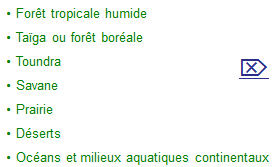 • Forêt tropicale humide
• Taïga ou forêt boréale
• Toundra
• Savane
• Prairie
• Déserts
• Océans et milieux aquatiques continentaux